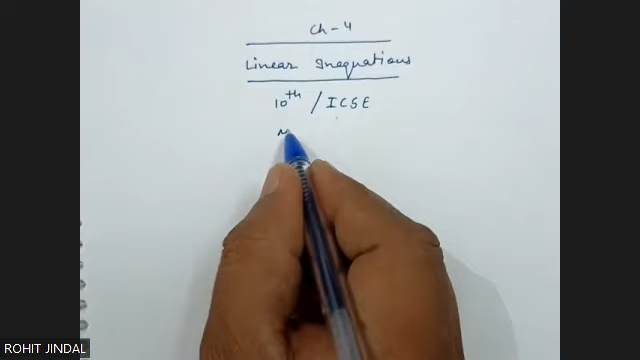 Ch-4
Linear Inequations
10th / ICSE
ROHIT JINDAL